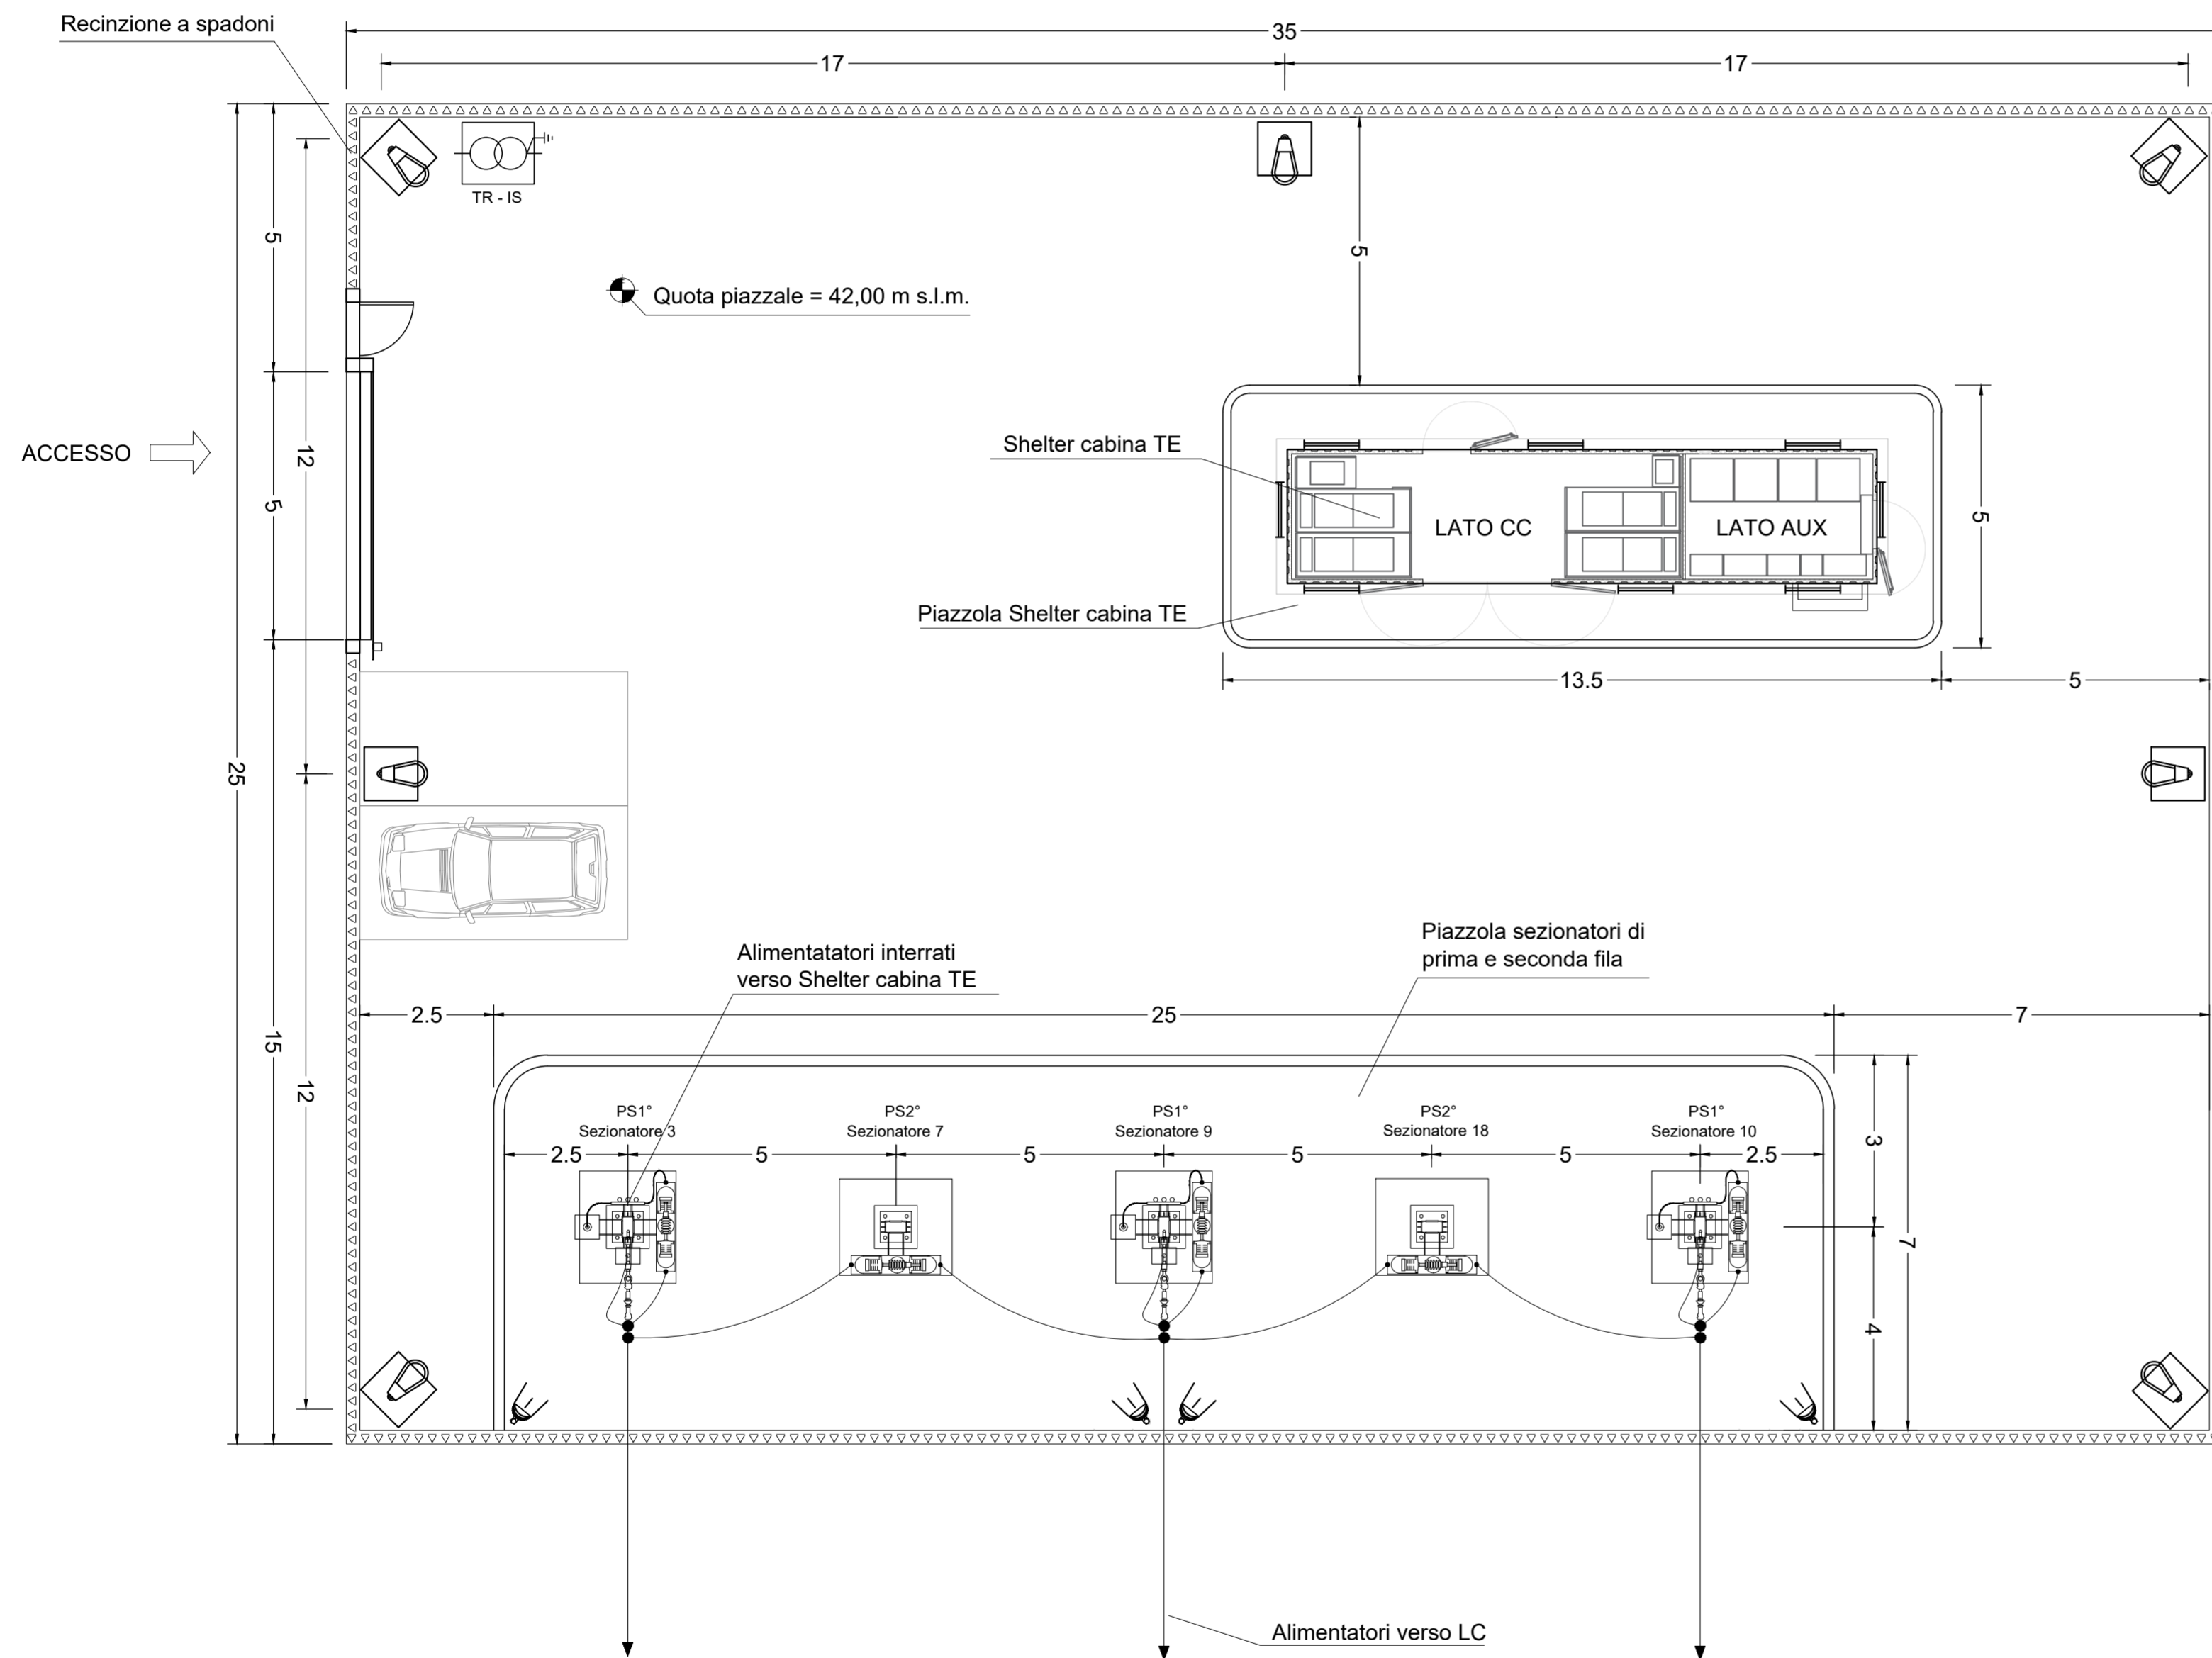 Recinzione a spadoni
35
17
17
TR - IS
5
5
Quota piazzale = 42,00 m s.l.m.
ACCESSO
12
Shelter cabina TE
5
LATO CC
LATO AUX
5
Piazzola Shelter cabina TE
13.5
5
25
Alimentatatori interrati
verso Shelter cabina TE
Piazzola sezionatori di
prima e seconda fila
2.5
25
7
15
12
PS1°
Sezionatore 3
PS2°
Sezionatore 7
PS1°
Sezionatore 9
PS2°
Sezionatore 18
PS1°
Sezionatore 10
2.5
5
5
5
5
2.5
3
7
4
Alimentatori verso LC